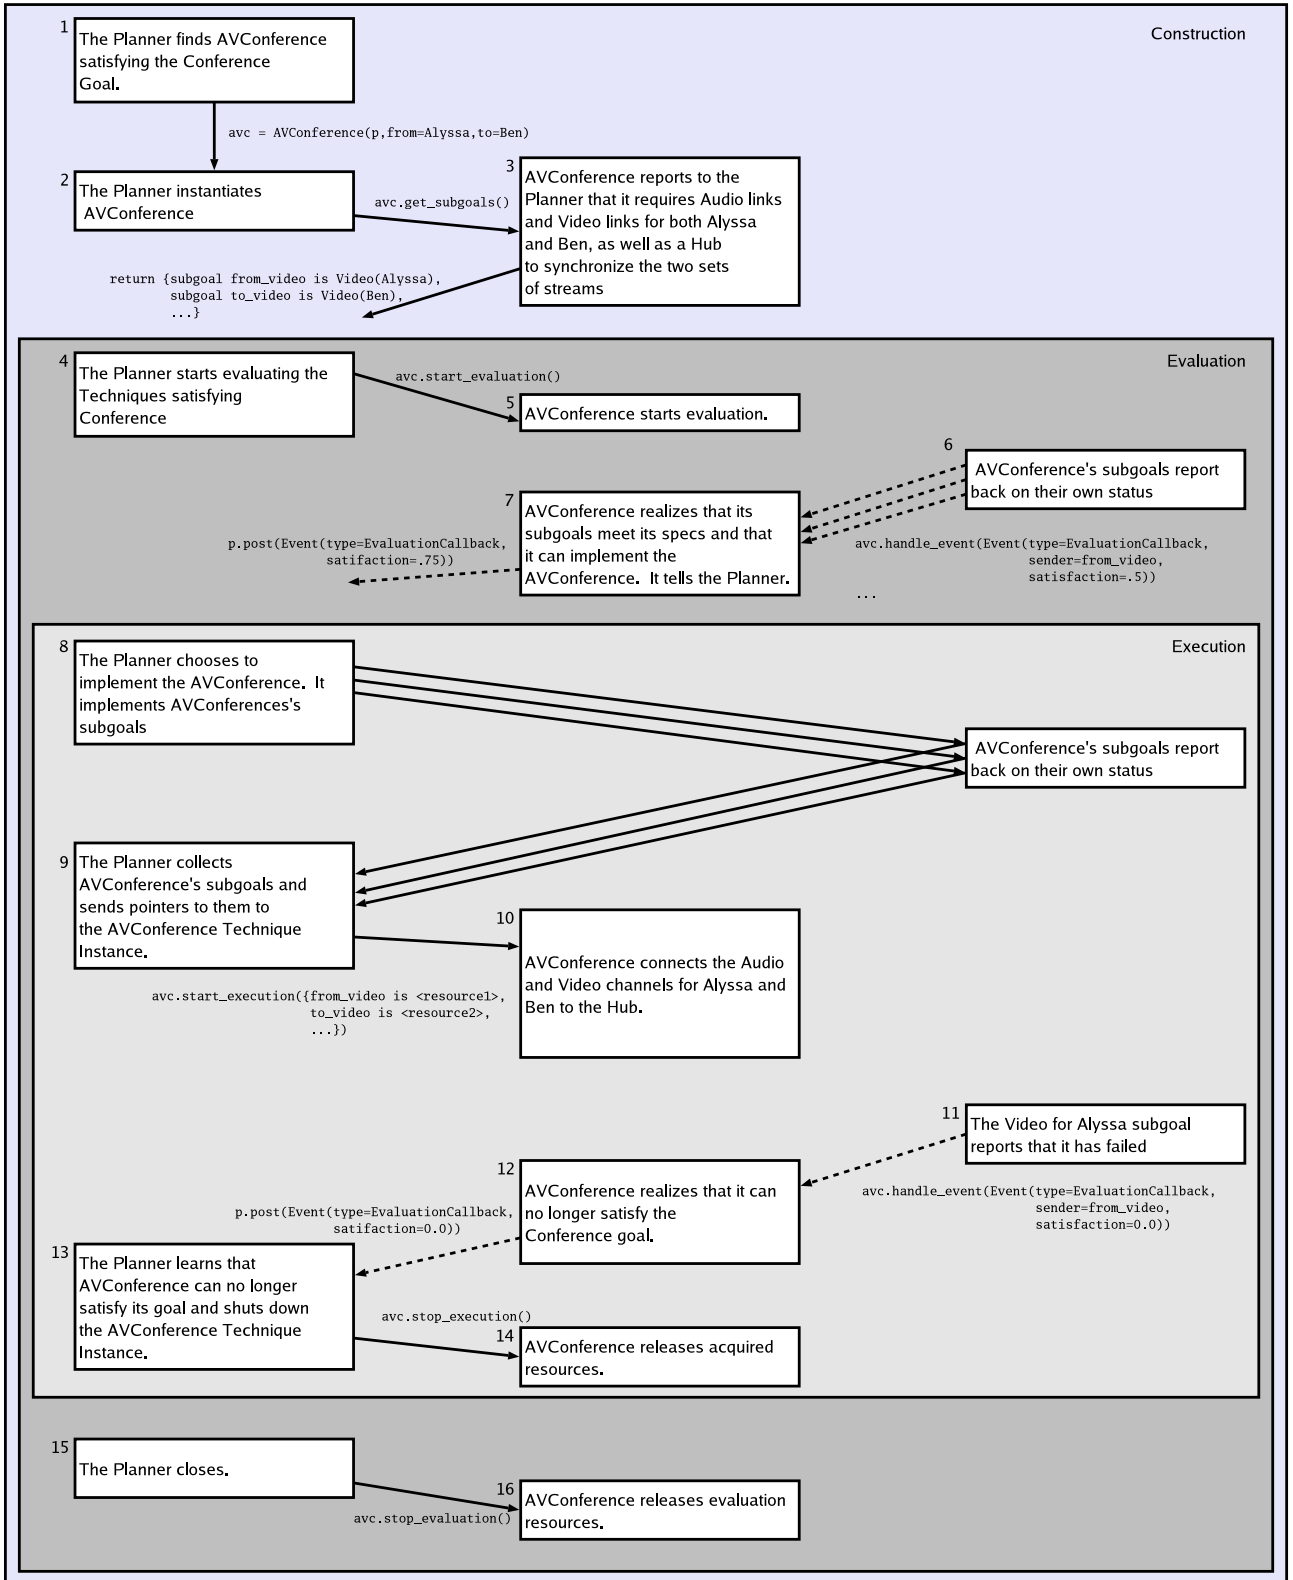 Construction
1
The Planner finds AVConference
satisfying the Conference
Goal.
avc = AVConference(p,from=Alyssa,to=Ben)
2
The Planner instantiates
AVConference
avc.get_subgoals()
3
AVConference reports to the
Planner that it requires Audio links
and Video links for both Alyssa
and Ben, as well as a Hub
to synchronize the two sets
of streams
return {subgoal from_video is Video(Alyssa),
subgoal to_video is Video(Ben),
...}
Evaluation
4
The Planner starts evaluating the
Techniques satisfying
Conference
avc.start_evaluation()
5
AVConference starts evaluation.
6
AVConference's subgoals report
back on their own status
avc.handle_event(Event(type=EvaluationCallback,
sender=from_video,
satisfaction=.5))
...
7
AVConference realizes that its
subgoals meet its specs and that
it can implement the
AVConference. It tells the Planner.
p.post(Event(type=EvaluationCallback,
satifaction=.75))
Execution
8
The Planner chooses to
implement the AVConference. It
implements AVConferences's
subgoals
AVConference's subgoals report
back on their own status
9
The Planner collects
AVConference's subgoals and
sends pointers to them to
the AVConference Technique
Instance.
avc.start_execution({from_video is <resource1>,
to_video is <resource2>,
...})
10
AVConference connects the Audio
and Video channels for Alyssa and
Ben to the Hub.
11
The Video for Alyssa subgoal
reports that it has failed
avc.handle_event(Event(type=EvaluationCallback,
sender=from_video,
satisfaction=0.0))
12
AVConference realizes that it can
no longer satisfy the
Conference goal.
p.post(Event(type=EvaluationCallback,
satifaction=0.0))
13
The Planner learns that
AVConference can no longer
satisfy its goal and shuts down
the AVConference Technique
Instance.
avc.stop_execution()
14
AVConference releases acquired
resources.
15
The Planner closes.
avc.stop_evaluation()
16
AVConference releases evaluation
resources.